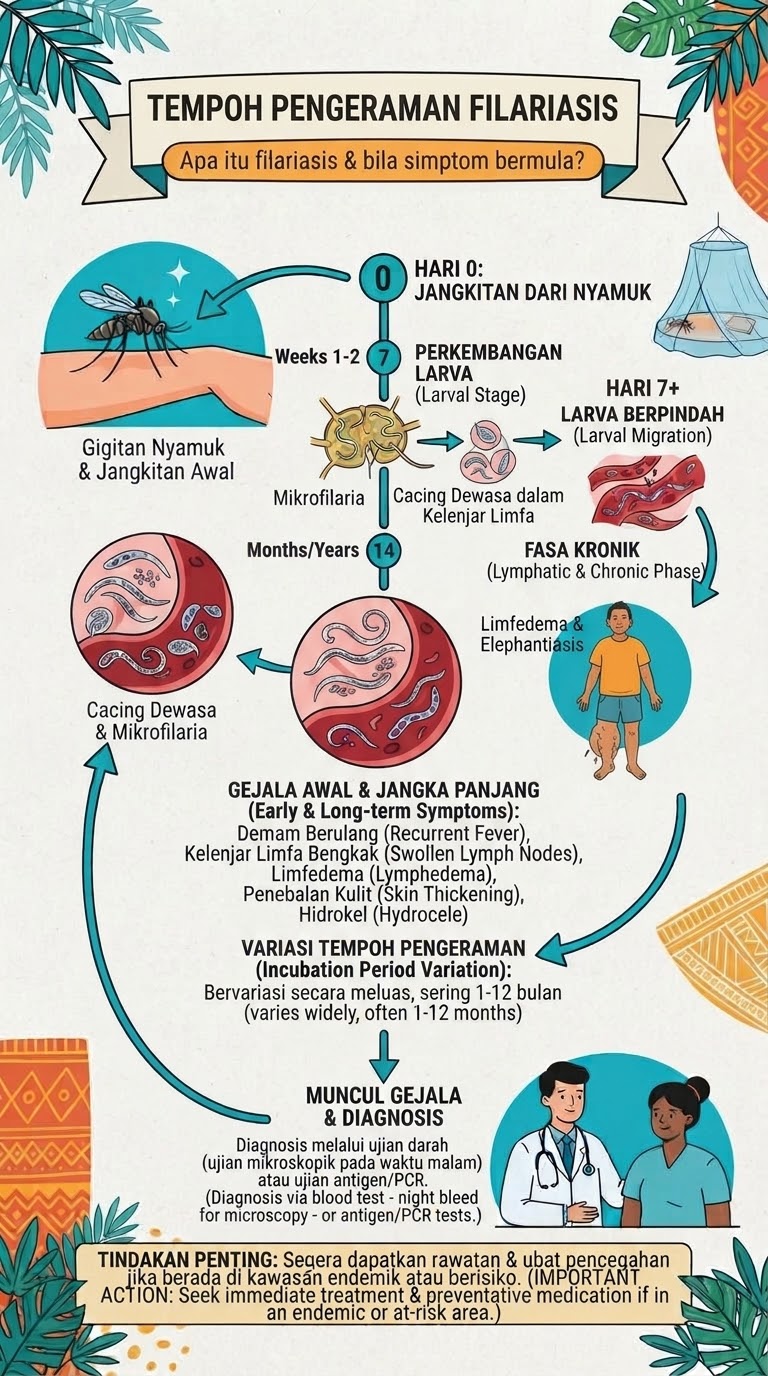 TEMPOH PENGERAMAN FILARIASIS
Apa itu filariasis & bila simptom bermula?
0
HARI 0:
JANGKITAN DARI NYAMUK
Gigitan Nyamuk
& Jangkitan Awal
Weeks 1-2
7
PERKEMBANGAN
LARVA
(Larval Stage)
HARI 7+
LARVA BERPINDAH
(Larval Migration)
Mikrofilaria
Cacing Dewasa dalam
Kelenjar Limfa
Months/Years
14
FASA KRONIK
(Lymphatic & Chronic Phase)
Limfedema &
Elephantiasis
Cacing Dewasa
& Mikrofilaria
GEJALA AWAL & JANGKA PANJANG
(Early & Long-term Symptoms):
Demam Berulang (Recurrent Fever),
Kelenjar Limfa Bengkak (Swollen Lymph Nodes),
Limfedema (Lymphedema),
Penebalan Kulit (Skin Thickening),
Hidrokel (Hydrocele)
VARIASI TEMPOH PENGERAMAN
(Incubation Period Variation):
Bervariasi secara meluas, sering 1-12 bulan
(varies widely, often 1-12 months)
MUNCUL GEJALA
& DIAGNOSIS
Diagnosis melalui ujian darah
(ujian mikroskopik pada waktu malam)
atau ujian antigen/PCR.
(Diagnosis via blood test - night bleed
for microscopy - or antigen/PCR tests.)
TINDAKAN PENTING: Segera dapatkan rawatan & ubat pencegahan
jika berada di kawasan endemik atau berisiko. (IMPORTANT
ACTION: Seek immediate treatment & preventative medication if in
an endemic or at-risk area.)